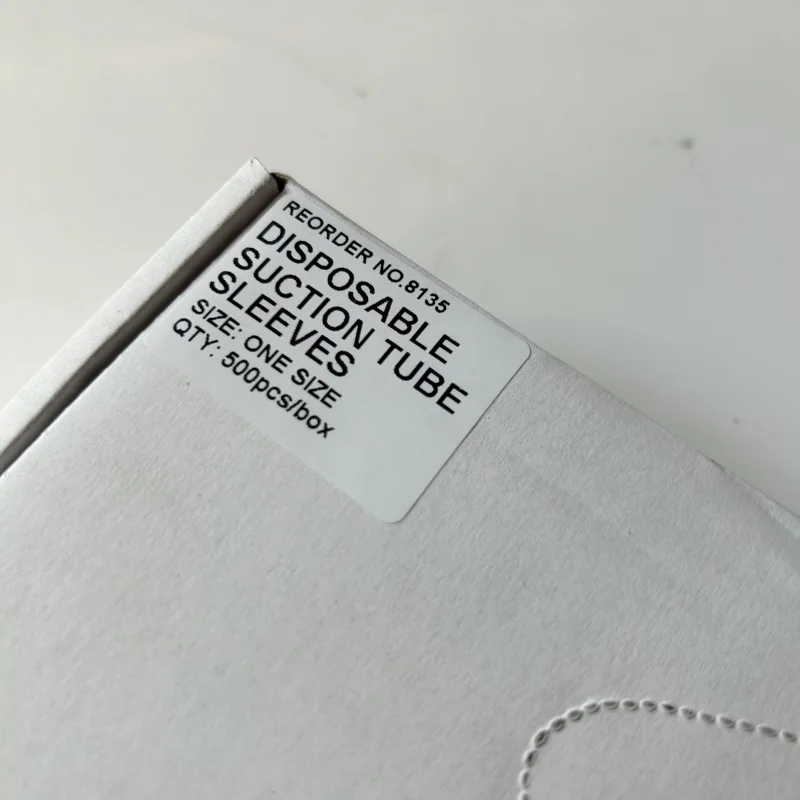 REORDER NO.8135
DISPOSABLE
SUCTION TUBE
SLEEVES
SIZE: ONE SIZE
QTY: 500pcs/box